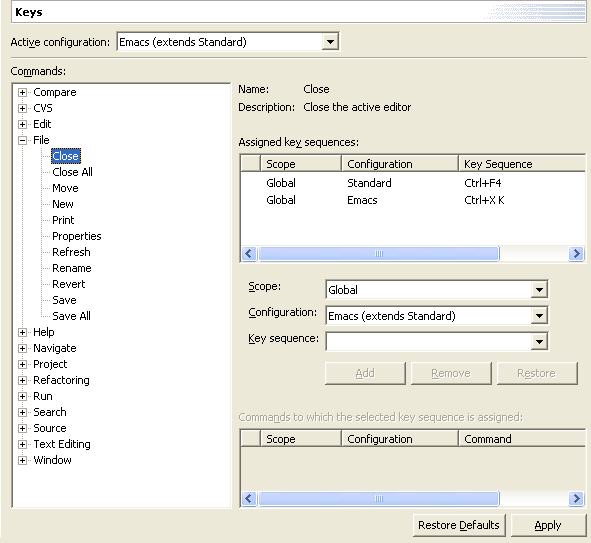 Keys
Active configuration: Emacs (extends Standard)
Commands:
Compare
CVS
Edit
File
Close
Close All
Move
New
Print
Properties
Refresh
Rename
Revert
Save
Save All
Help
Navigate
Project
Refactoring
Run
Search
Source
Text Editing
Window
Name: Close
Description: Close the active editor
Assigned key sequences:
Scope Configuration Key Sequence
Global Standard Ctrl+F4
Global Emacs Ctrl+X K
Scope: Global
Configuration: Emacs (extends Standard)
Key sequence:
Add Remove Restore
Commands to which the selected key sequence is assigned:
Scope Configuration Command
Restore Defaults Apply